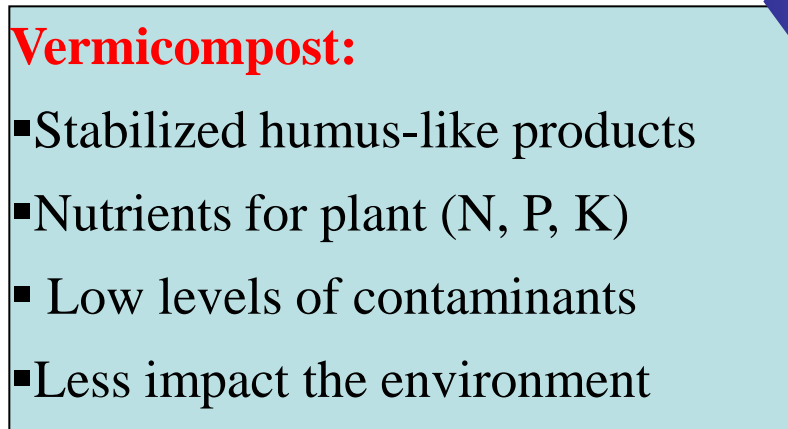 Vermicompost:
▪Stabilized humus-like products
▪Nutrients for plant (N, P, K)
▪ Low levels of contaminants
▪Less impact the environment